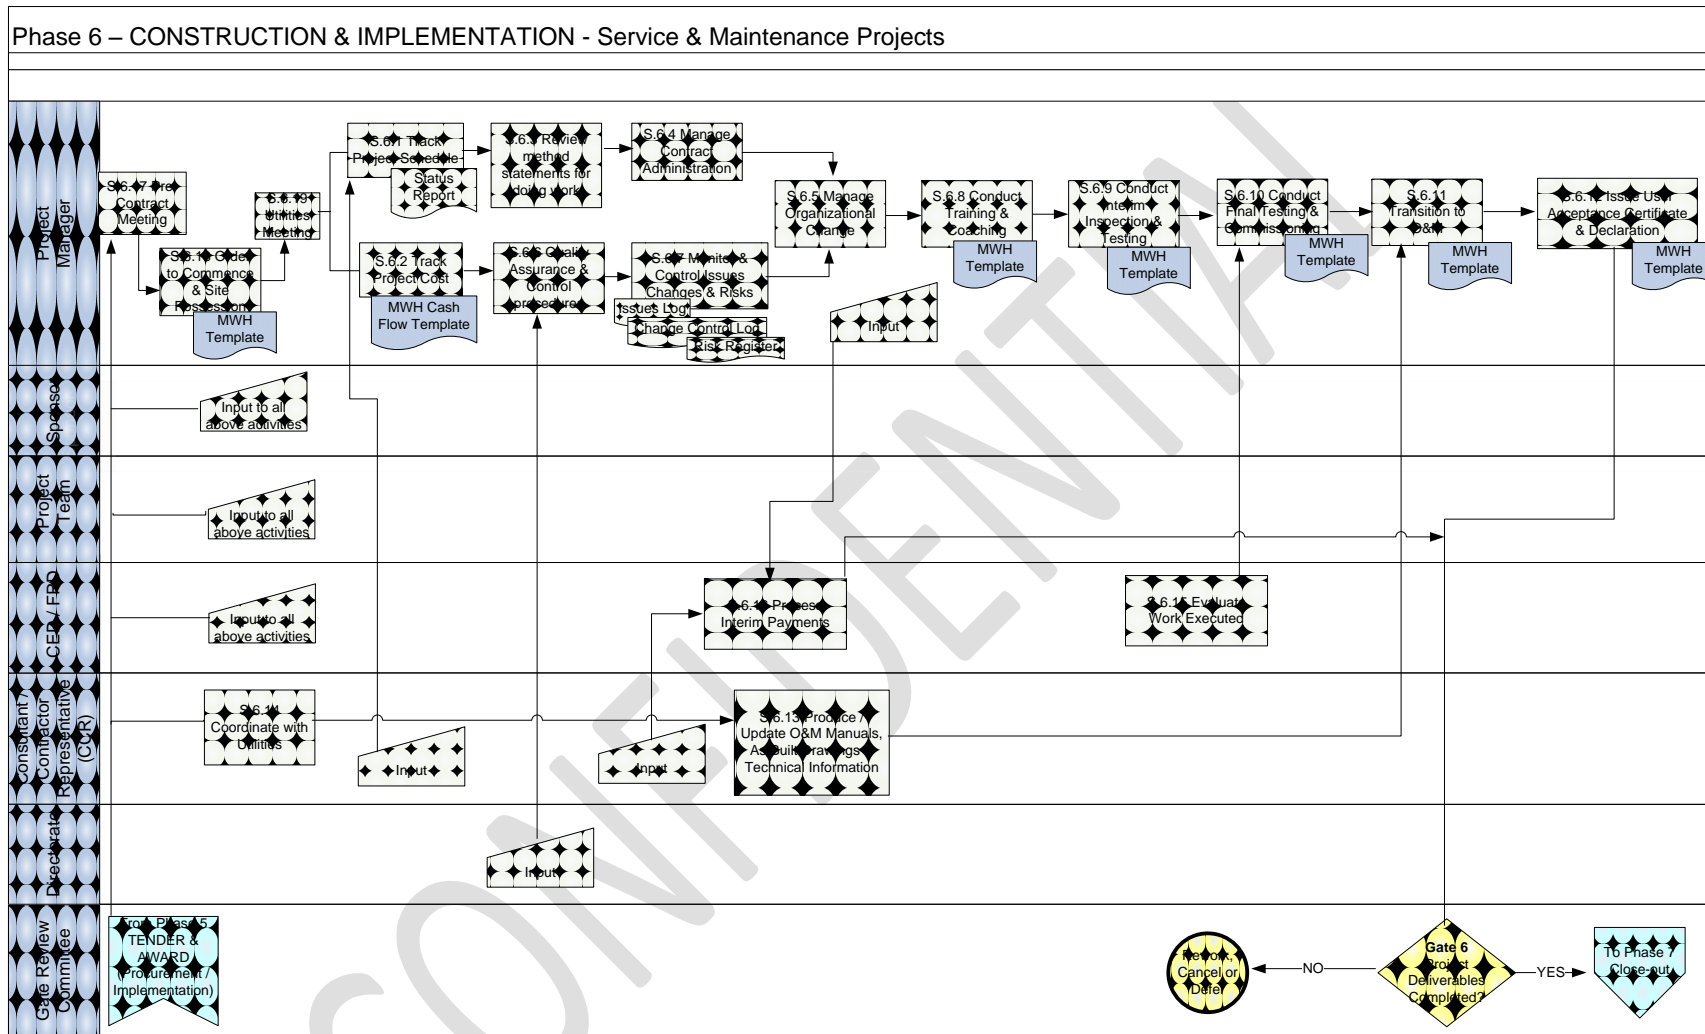 Phase 6 – CONSTRUCTION & IMPLEMENTATION - Service & Maintenance Projects
Project
Manager
S.6.17 Pre
Contract
Meeting
to Commence
& Site
Possession
MWH
Template
S.6.19
Utilities
Meeting
S.6.1 Track
Project Schedule
Status
Report
S.6.2 Track
Project Cost
MWH Cash
Flow Template
S.6.3 Review
method
statements for
doing work
S.6.6 Quality
Assurance &
Control
procedures
S.6.4 Manage
Contract
Administration
S.6.7 Monitor &
Control Issues
Changes & Risks
Issues Log
Change Control Log
Risk Register
S.6.5 Manage
Organizational
Change
Input
S.6.8 Conduct
Training &
Coaching
MWH
Template
S.6.9 Conduct
Interim
Inspection &
Testing
MWH
Template
S.6.10 Conduct
Final Testing &
Commissioning
MWH
Template
S.6.11
Transition to
O&M
MWH
Template
S.6.12 Issue User
Acceptance Certificate
& Declaration
MWH
Template
Sponsor
Input to all
above activities
Project
Team
Input to all
above activities
CED / FPD
Input to all
above activities
Process
Interim Payments
Evaluate
Work Executed
Consultant /
Contractor
Representative
(CCR)
S.6.14
Coordinate with
Utilities
Input
Input
S.6.13 Produce /
Update O&M Manuals,
As Built Drawings
Technical Information
Directorate
Input
Gate Review
Committee
From Phase 5
TENDER &
AWARD
(Procurement /
Implementation)
Rework,
Cancel or
Defer
NO
Gate 6
Project
Deliverables
Completed?
YES
To Phase 7
Close-out
CONFIDENTIAL